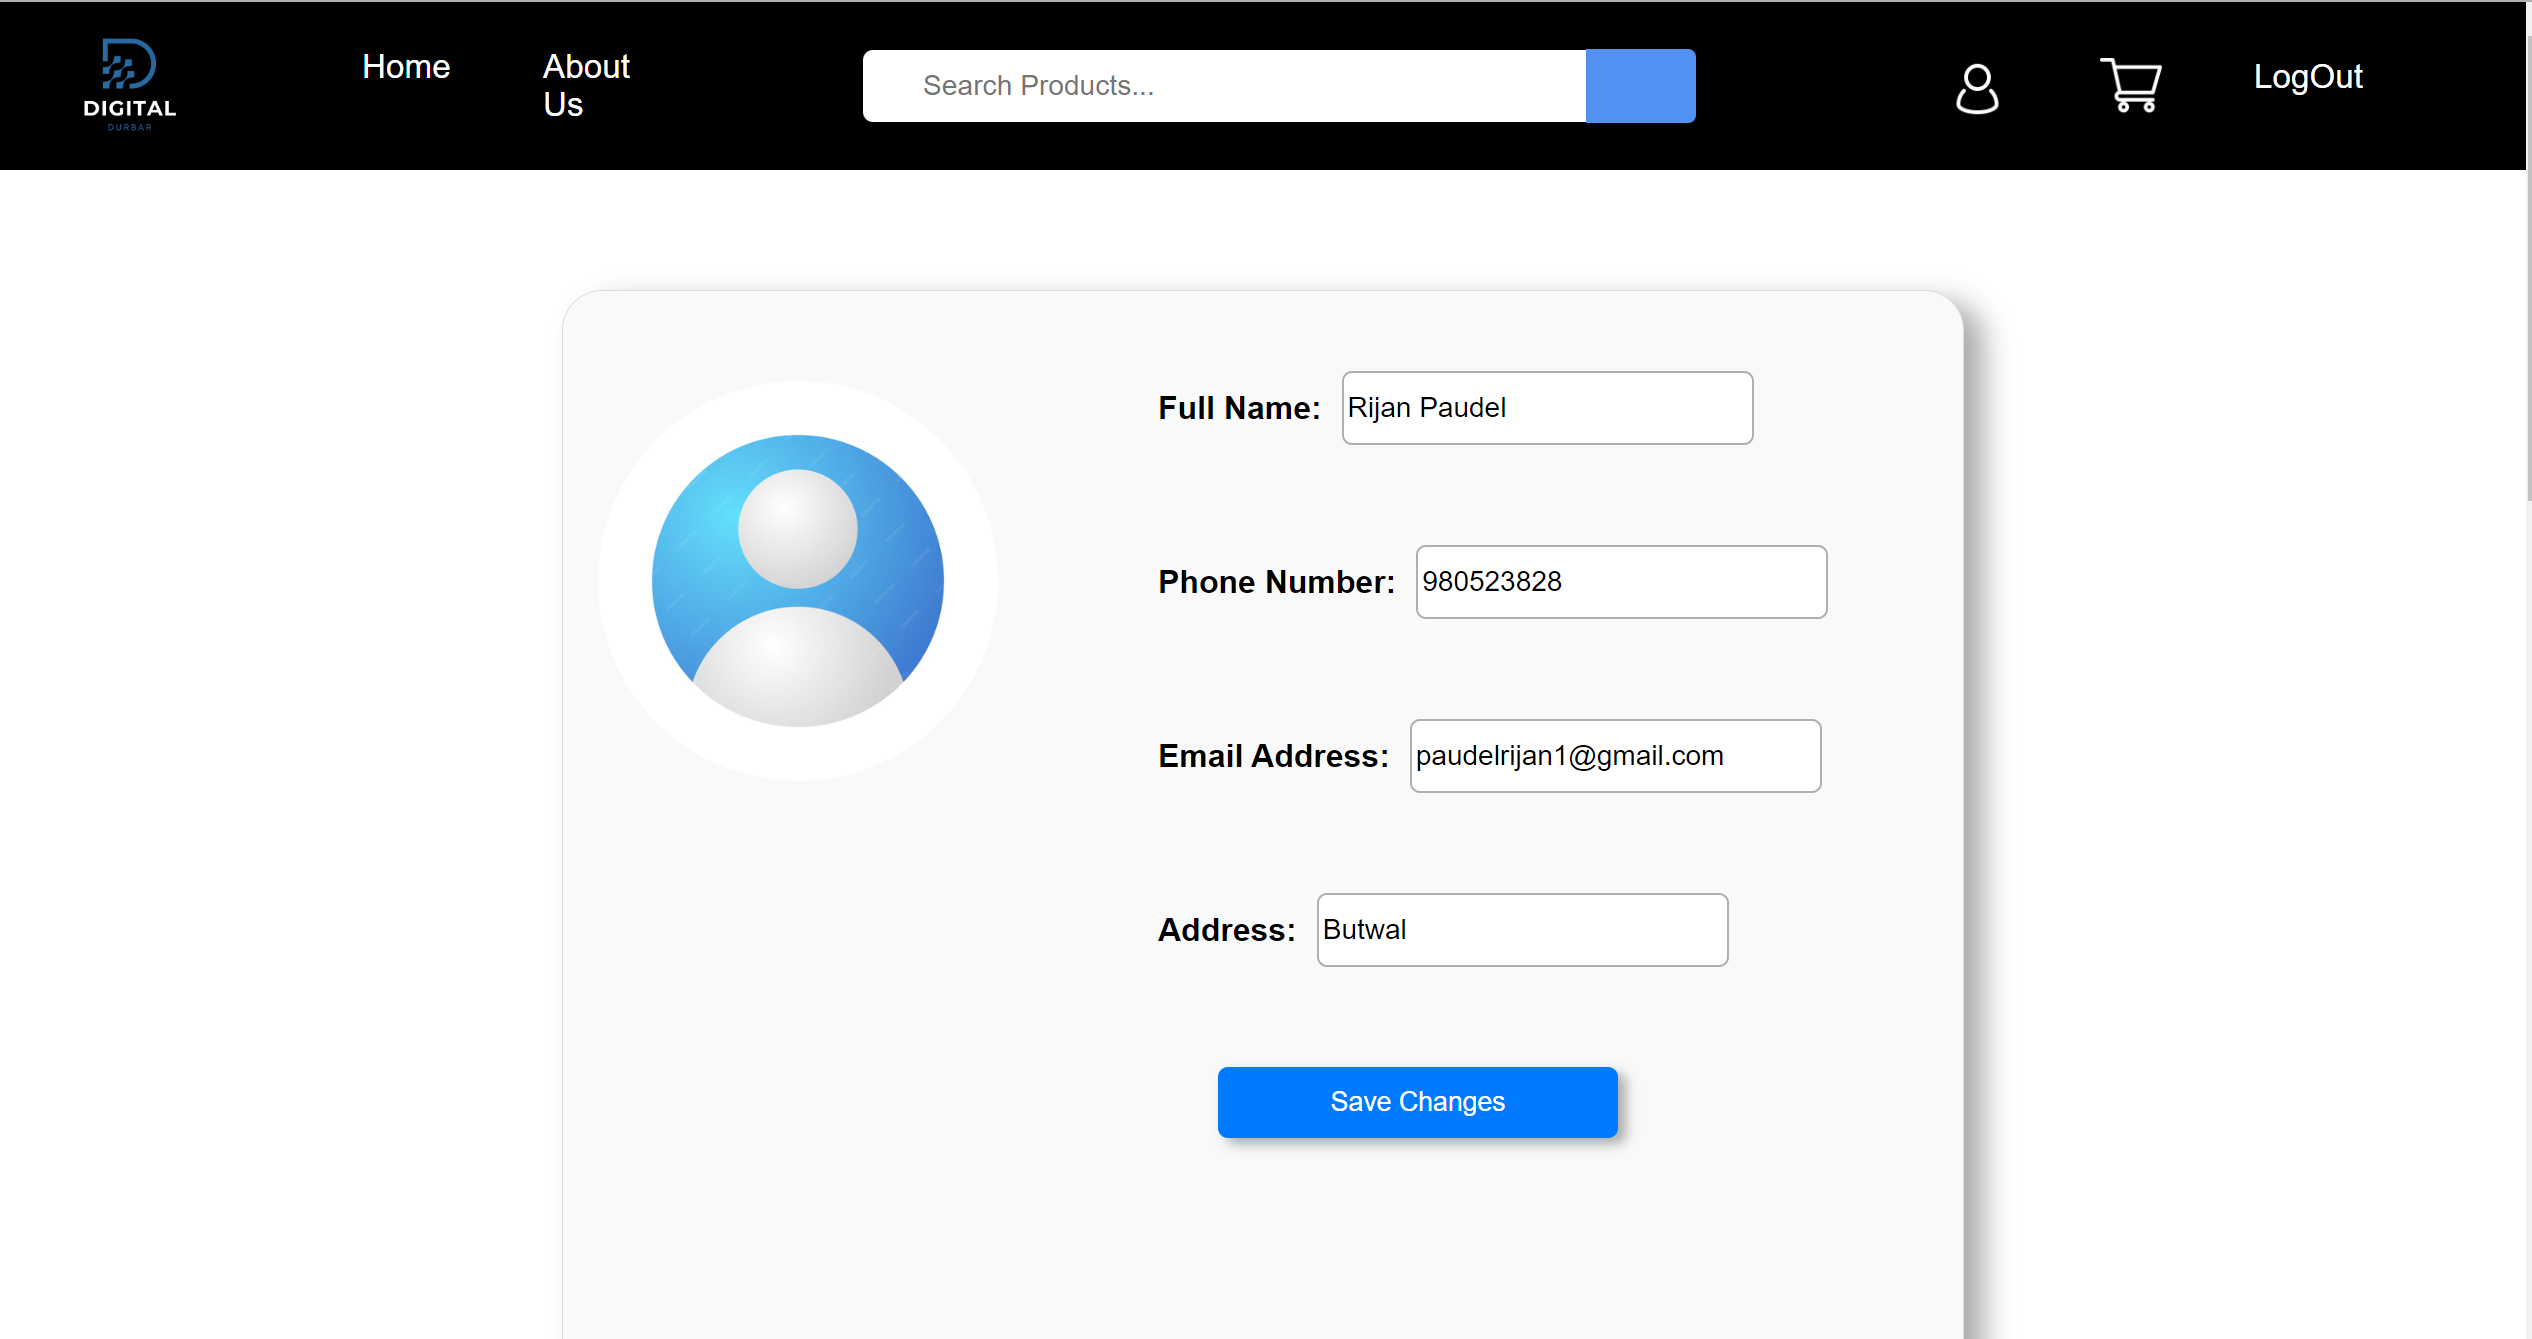 DIGITAL
DURBAR
Home
About
Us
Search Products...
LogOut
Full Name: Rijan Paudel
Phone Number: 980523828
Email Address: paudelrijan1@gmail.com
Address: Butwal
Save Changes